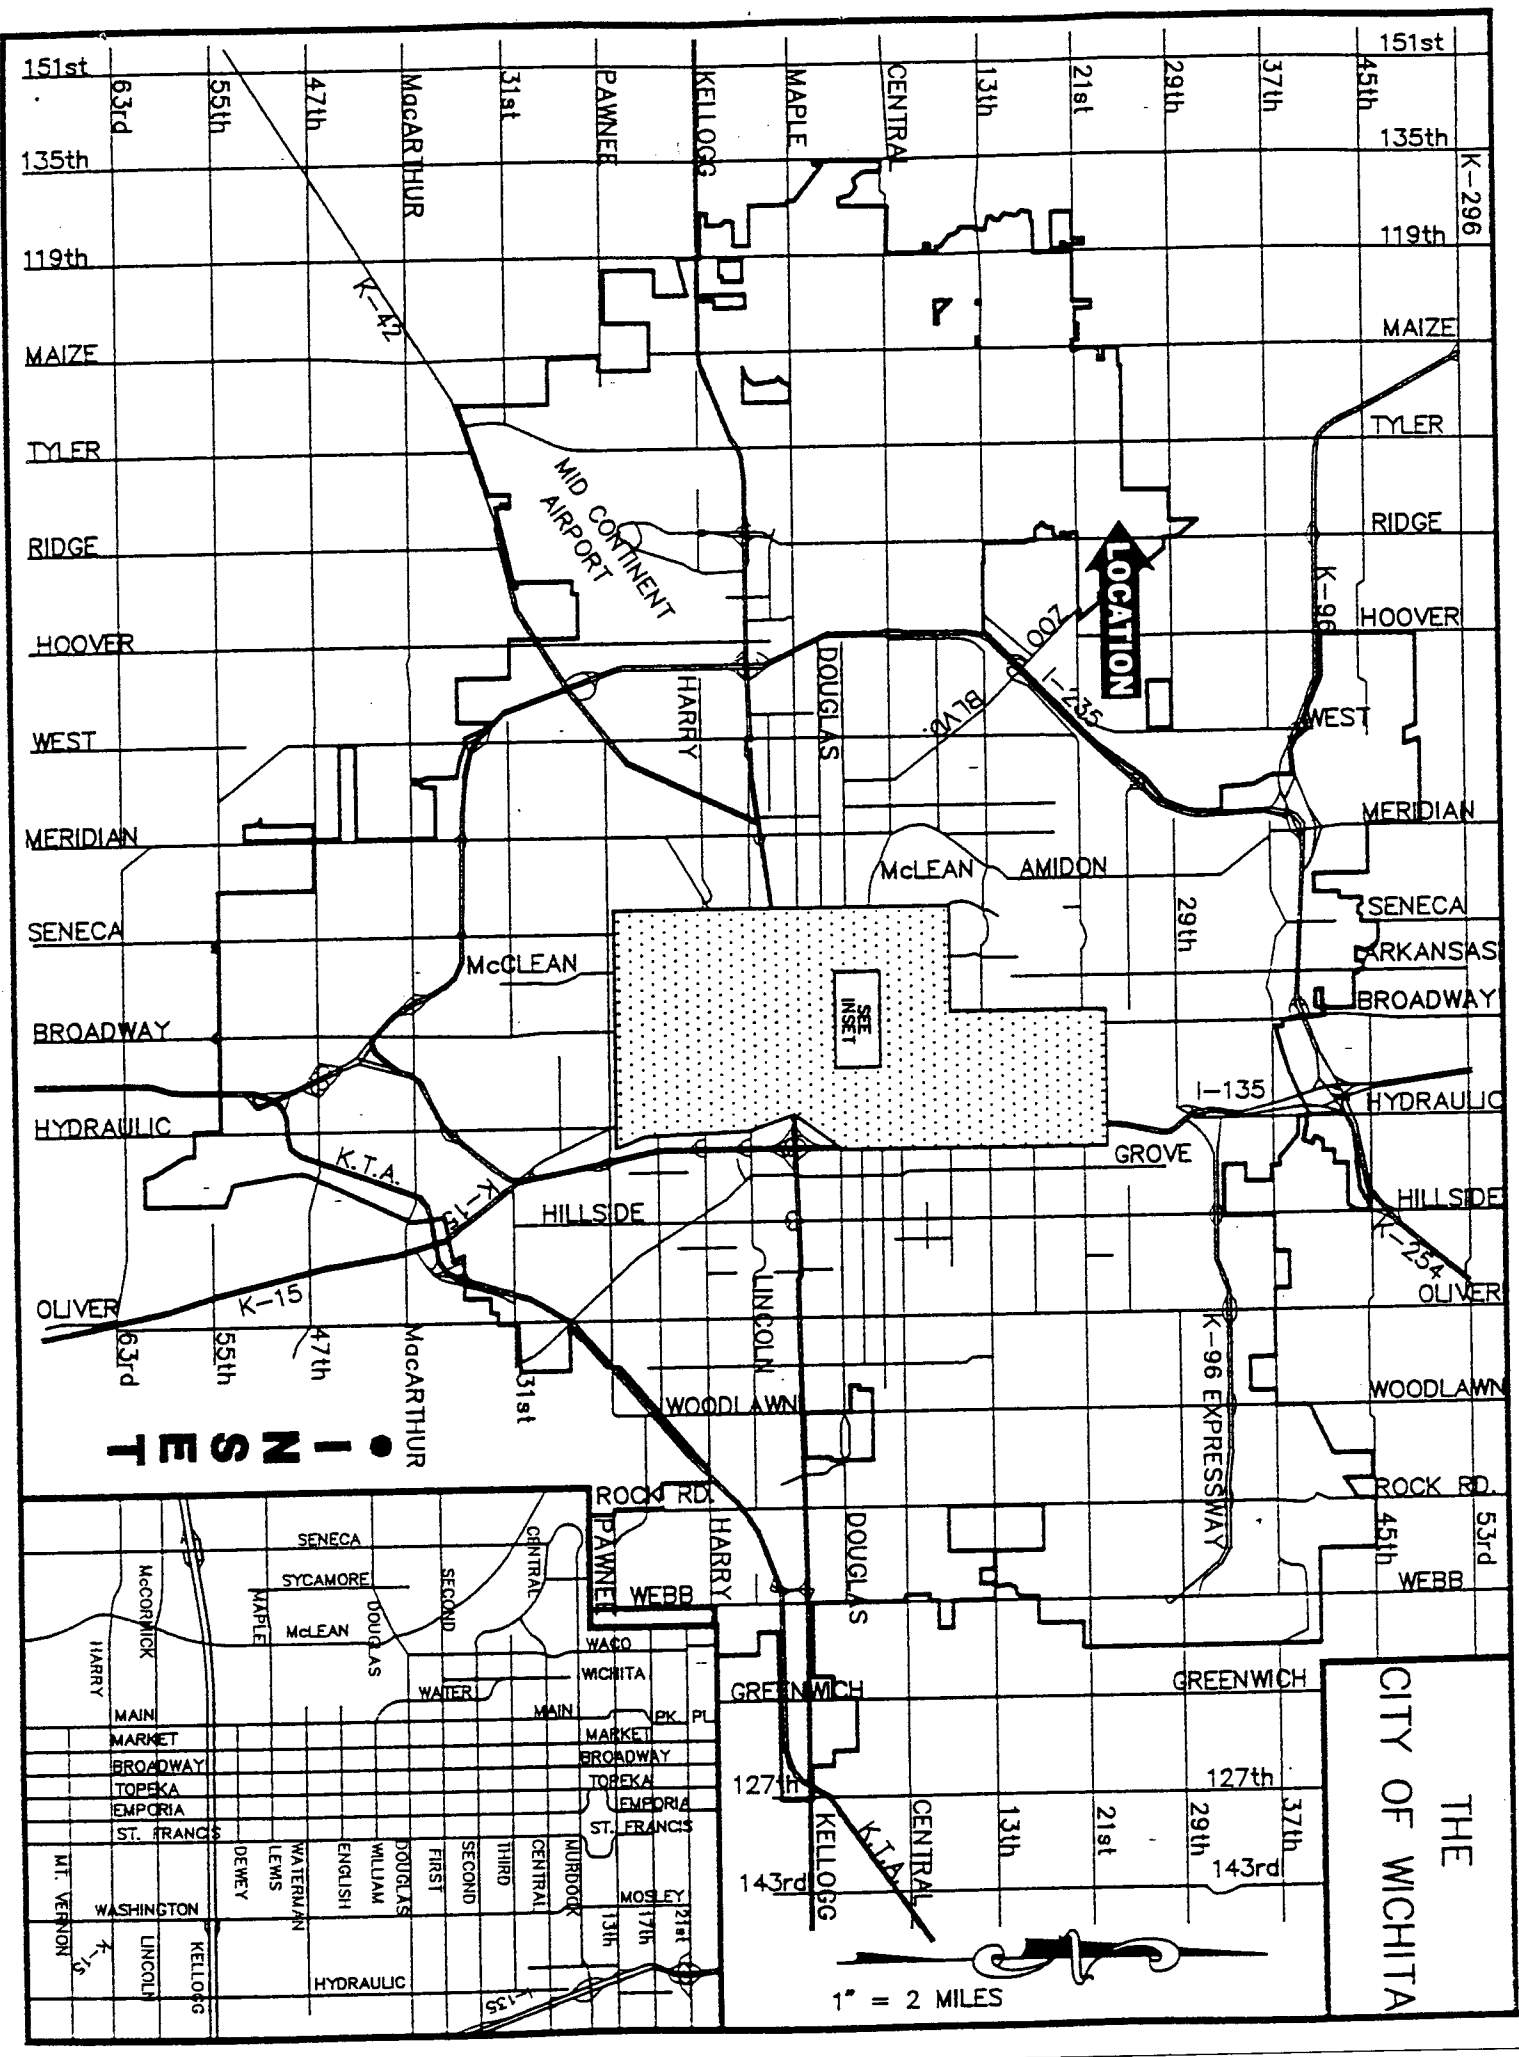 151st
135th
119th
MAIZE
TYLER
RIDGE
HOOVER
WEST
MERIDIAN
SENECA
BROADWAY
HYDRAULIC
OLIVER
63rd
55th
47th
MacARTHUR
31st
PAWNEE
KELLOGG
MAPLE
CENTRAL
13th
21st
29th
37th
45th
K-296
151st
135th
119th
MAIZE
TYLER
RIDGE
HOOVER
WEST
MERIDIAN
SENECA
ARKANSAS
BROADWAY
HYDRAULIC
HILLSIDE
OLIVER
WOODLAWN
ROCK RD.
WEBB
GREENWICH
127th
143rd
K-42
MID CONTINENT
AIRPORT
LOCATION
ZOO
BLVD.
I-235
K-96
HARRY
DOUGLAS
McLEAN
AMIDON
29th
McCLEAN
SEE
INSET
I-135
GROVE
K.T.A.
K-15
HILLSIDE
K-254
K-15
LINCOLN
K-96 EXPRESSWAY
63rd
55th
47th
MacARTHUR
31st
WOODLAWN
ROCK RD.
PAWNEE
HARRY
DOUGLAS
WEBB
45th
53rd
GREENWICH
127th
143rd
KELLOGG
K.T.A.
CENTRAL
13th
21st
29th
37th
1" = 2 MILES
THE
CITY OF WICHITA
• INSET
SENECA
SYCAMORE
McLEAN
McCORMICK
HARRY
MAPLE
DOUGLAS
SECOND
CENTRAL
WACO
WICHITA
WATER
MAIN
MAIN
PK PL
MARKET
MARKET
BROADWAY
BROADWAY
TOPEKA
TOPEKA
EMPORIA
EMPORIA
ST. FRANCIS
ST. FRANCIS
MT. VERNON
DEWEY
LEWIS
WATERMAN
ENGLISH
WILLIAM
DOUGLAS
FIRST
SECOND
THIRD
CENTRAL
MURDOCK
13th
17th
21st
MOSLEY
WASHINGTON
K-15
LINCOLN
KELLOGG
HYDRAULIC
I-135